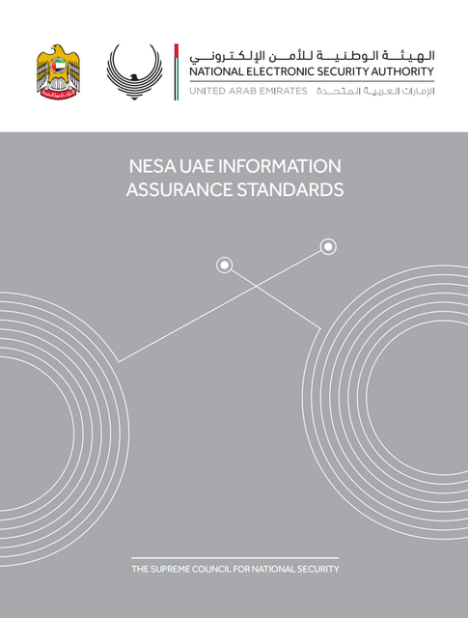 الهيئة الوطنية للأمن الإلكتروني
NATIONAL ELECTRONIC SECURITY AUTHORITY
UNITED ARAB EMIRATES الإمارات العربية المتحدة
NESA UAE INFORMATION
ASSURANCE STANDARDS
THE SUPREME COUNCIL FOR NATIONAL SECURITY